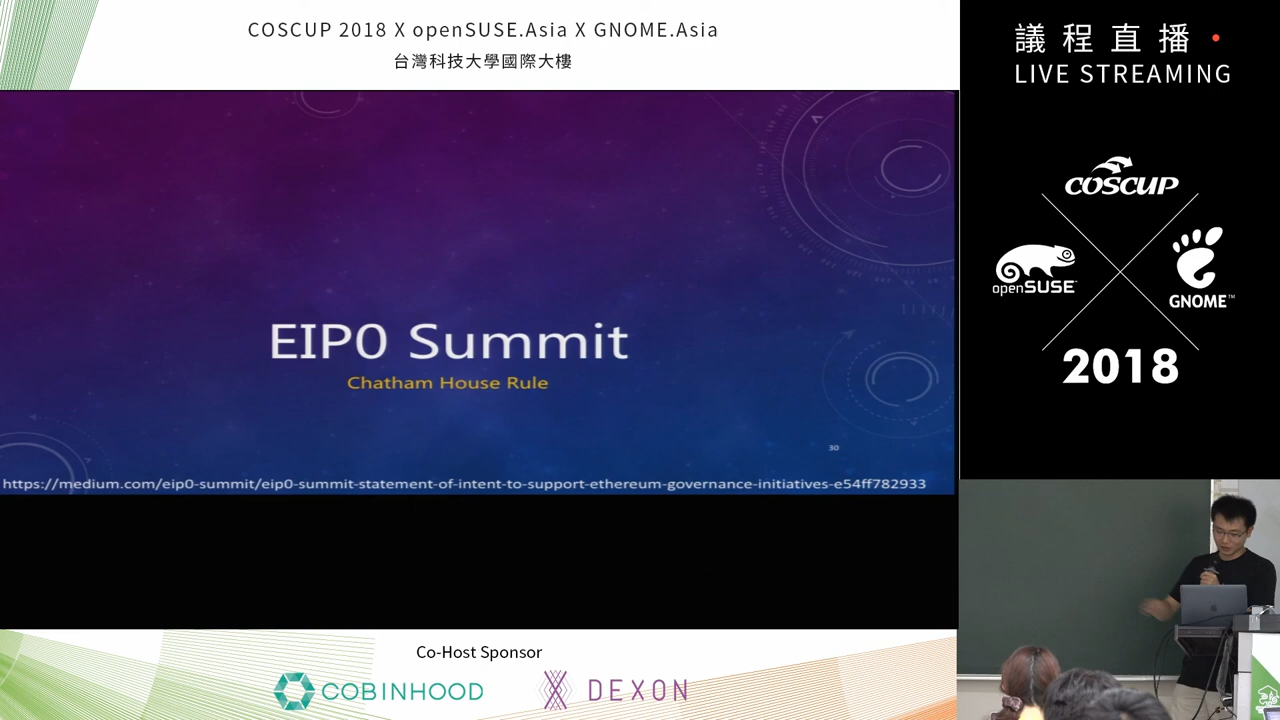 COSCUP 2018 X openSUSE.Asia X GNOME.Asia
台灣科技大學國際大樓
EIP0 Summit
Chatham House Rule
30
https://medium.com/eip0-summit/eip0-summit-statement-of-intent-to-support-ethereum-governance-initiatives-e54ff782933
Co-Host Sponsor
COBINHOOD
DEXON
議程直播
LIVE STREAMING
COSCUP
openSUSE
GNOME™
2018